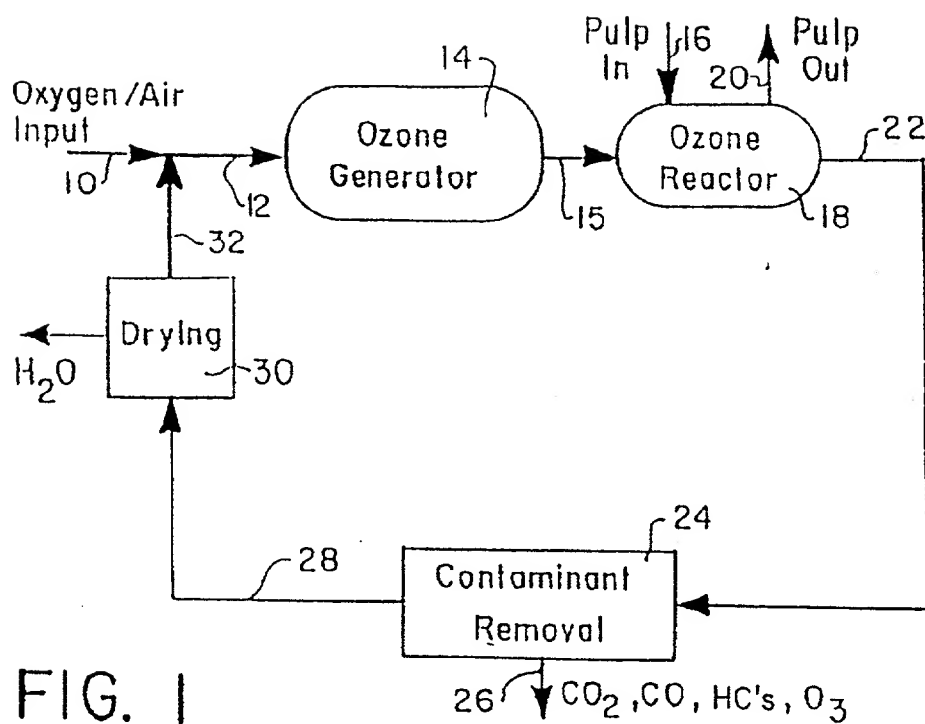 Oxygen/Air
Input
10
12
14
Ozone
Generator
15
Pulp
In
16
20
Pulp
Out
Ozone
Reactor
18
22
32
Drying
30
H₂O
28
24
Contaminant
Removal
26
CO₂, CO, HC's, O₃
FIG. 1